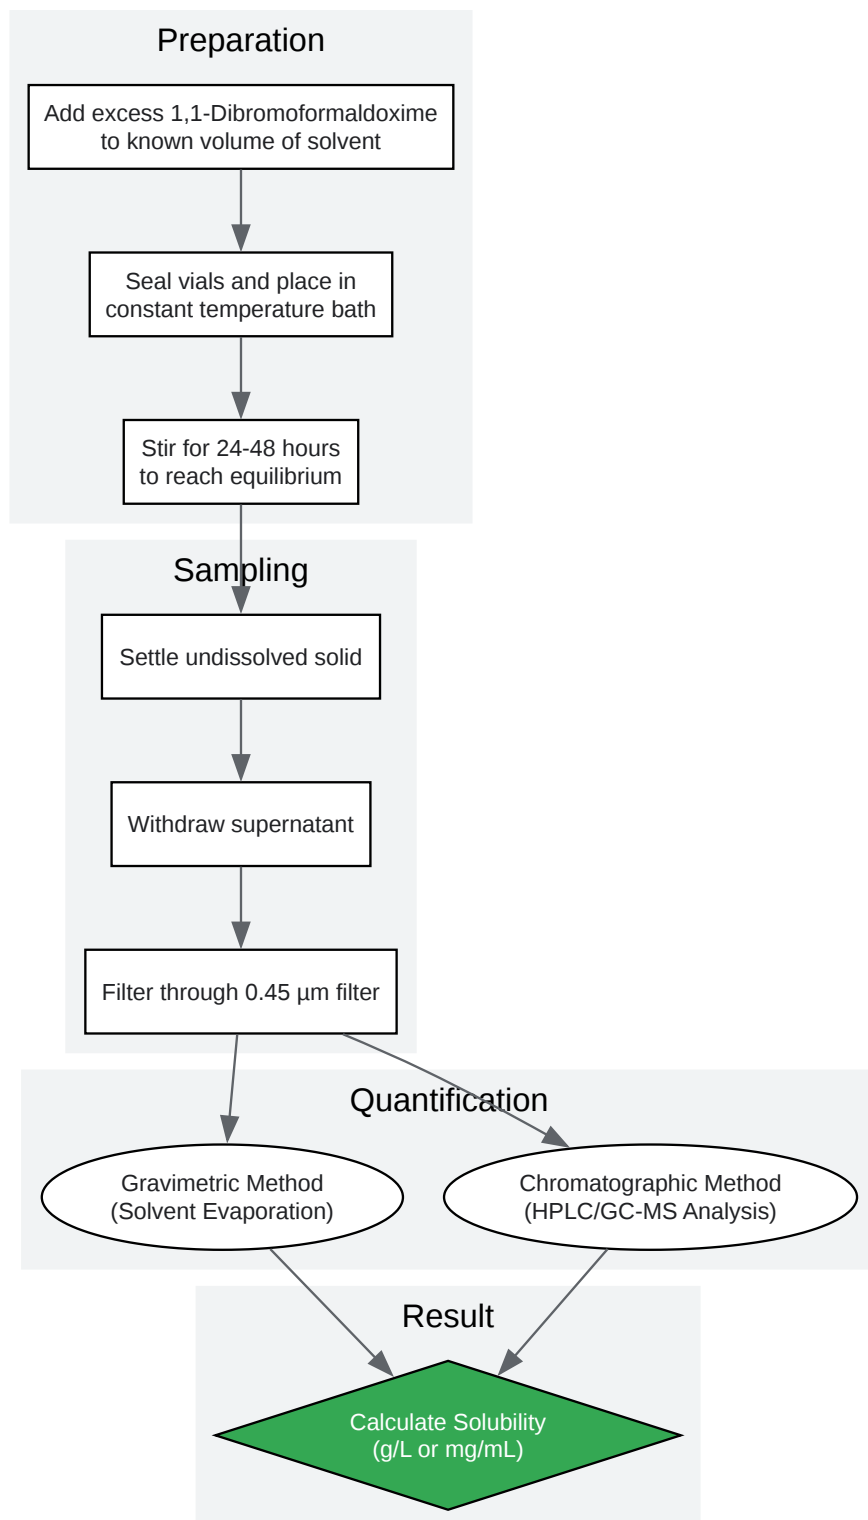 Preparation
Add excess 1,1-Dibromoformaldoxime
to known volume of solvent
Seal vials and place in
constant temperature bath
Stir for 24-48 hours
to reach equilibrium
Sampling
Settle undissolved solid
Withdraw supernatant
Filter through 0.45 µm filter
Quantification
Gravimetric Method
(Solvent Evaporation)
Chromatographic Method
(HPLC/GC-MS Analysis)
Result
Calculate Solubility
(g/L or mg/mL)